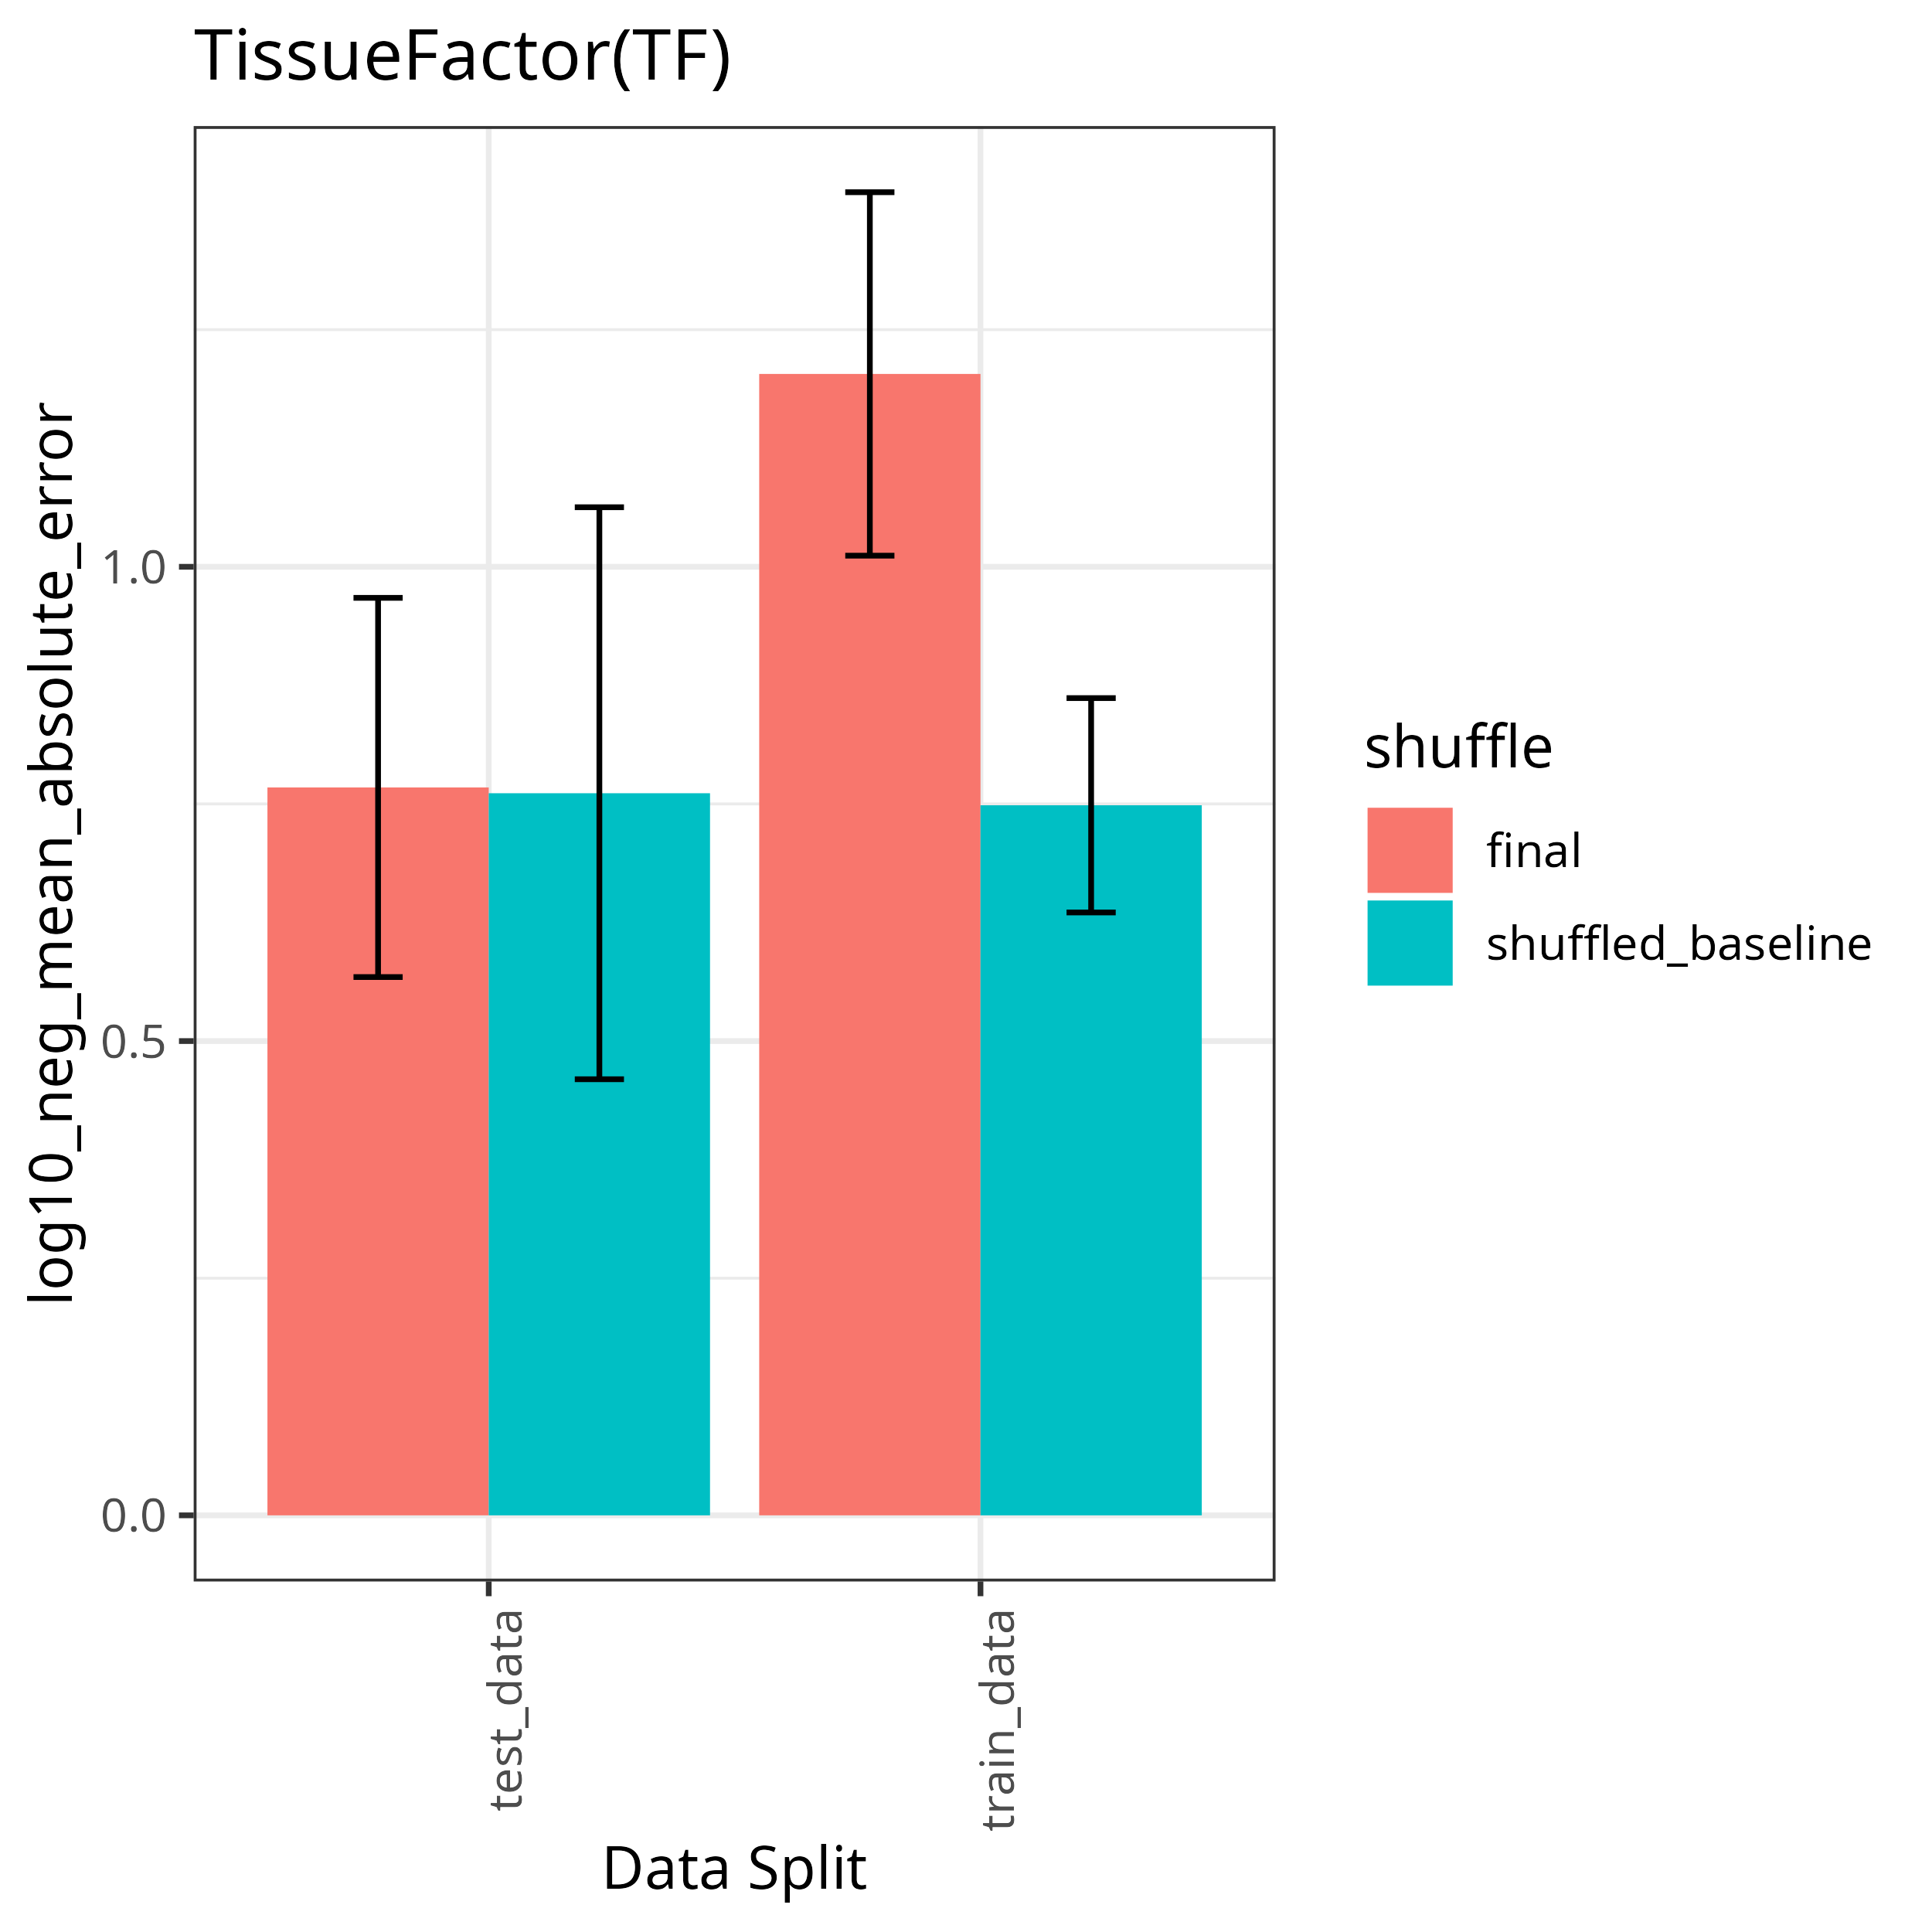 TissueFactor(TF)
log10_neg_mean_absolute_error
1.0
0.5
0.0
test_data
train_data
Data Split
shuffle
final
shuffled_baseline